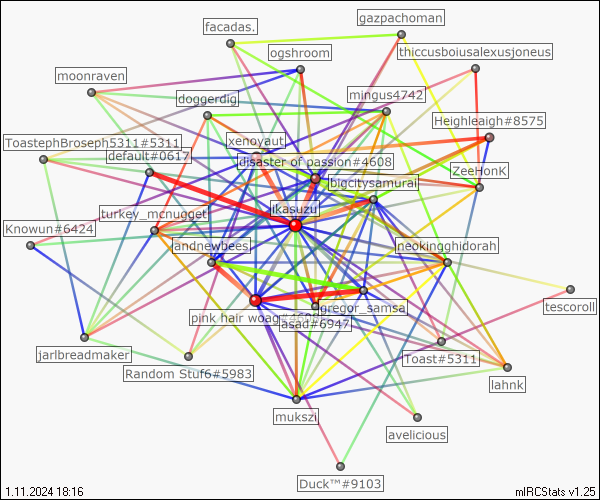 gazpachoman
facadas.
ogshroom
thiccusboiusalexusjoneus
moonraven
doggerdig
mingus4742
Heighleaigh#8575
ToastephBroseph5311#5311
xenoyaut
default#0617
disaster of passion#4608
ZeeHonK
bigcitysamurai
turkey_mcnugget
ikasuzu
Knowun#6424
andnewbees
neokingghidorah
tescoroll
pink hair woag
gregor_samsa
asad#6947
jarlbreadmaker
Toast#5311
Random Stuf6#5983
lahnk
mukszi
avelicious
Duck™#9103
1.11.2024 18:16
mIRCStats v1.25